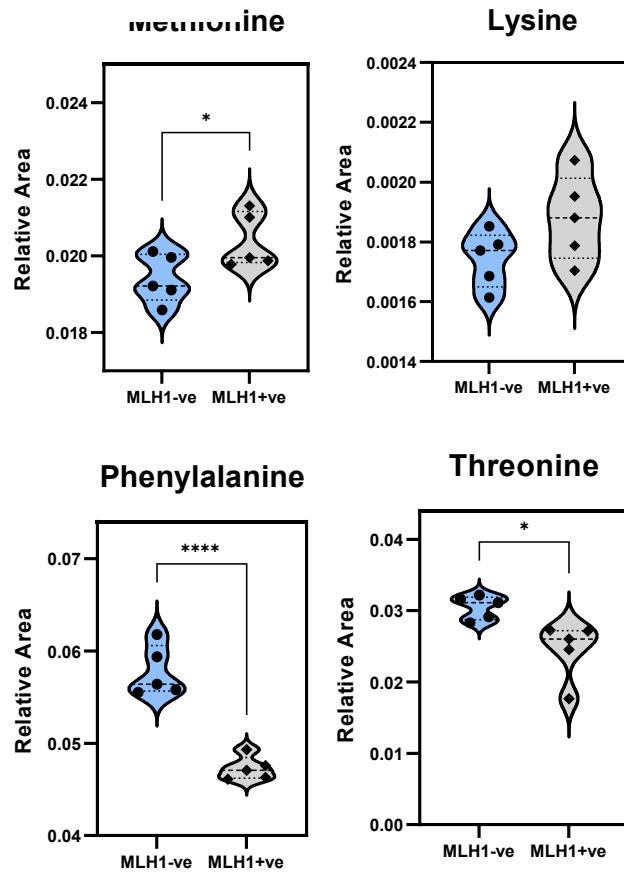 Methionine
Relative Area
0.024
0.022
0.020
0.018
*
MLH1-ve MLH1+ve
Lysine
Relative Area
0.0024
0.0022
0.0020
0.0018
0.0016
0.0014
MLH1-ve MLH1+ve
Phenylalanine
Relative Area
0.07
0.06
0.05
0.04
****
MLH1-ve MLH1+ve
Threonine
Relative Area
0.04
0.03
0.02
0.01
0.00
*
MLH1-ve MLH1+ve